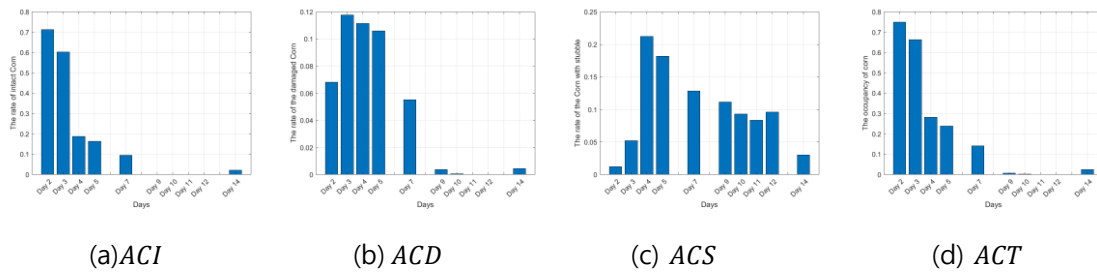 0.8
0.7
0.6
0.5
0.4
0.3
0.2
0.1
0
The rate of intact Corn
Day 2
Day 3
Day 4
Day 5
Day 7
Day 9
Day 10
Day 11
Day 12
Day 14
Days
(a)ACI
0.12
0.1
0.08
0.06
0.04
0.02
0
The rate of the damaged Corn
Day 2
Day 3
Day 4
Day 5
Day 7
Day 9
Day 10
Day 11
Day 12
Day 14
Days
(b) ACD
0.25
0.2
0.15
0.1
0.05
0
The rate of the Corn with stubble
Day 2
Day 3
Day 4
Day 5
Day 7
Day 9
Day 10
Day 11
Day 12
Day 14
Days
(c) ACS
0.8
0.7
0.6
0.5
0.4
0.3
0.2
0.1
0
The occupancy of corn
Day 2
Day 3
Day 4
Day 5
Day 7
Day 9
Day 10
Day 11
Day 12
Day 14
Days
(d) ACT